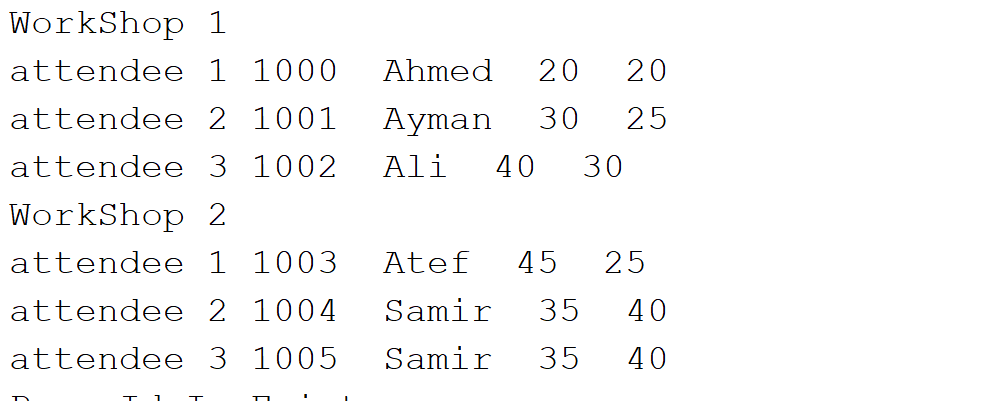 WorkShop 1
attendee 1 1000  Ahmed  20  20
attendee 2 1001  Ayman  30  25
attendee 3 1002  Ali  40  30
WorkShop 2
attendee 1 1003  Atef  45  25
attendee 2 1004  Samir  35  40
attendee 3 1005  Samir  35  40